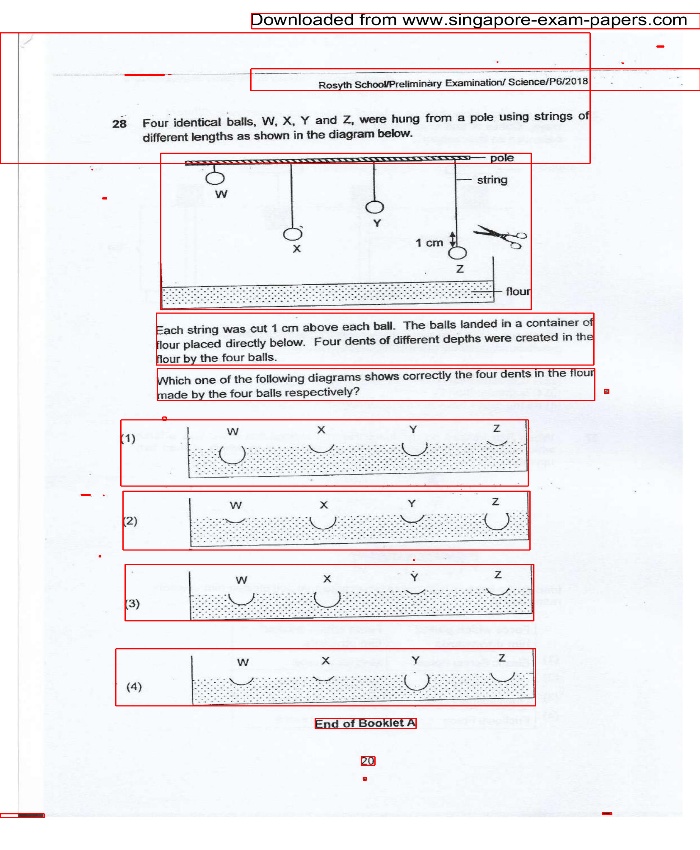 Downloaded from www.singapore-exam-papers.com
Rosyth School/Preliminary Examination/ Science/P6/2018
28 Four identical balls, W, X, Y and Z, were hung from a pole using strings of
different lengths as shown in the diagram below.
pole
string
W
Y
X
1 cm
Z
flour
Each string was cut 1 cm above each ball. The balls landed in a container of
flour placed directly below. Four dents of different depths were created in the
flour by the four balls.
Which one of the following diagrams shows correctly the four dents in the flour
made by the four balls respectively?
(1) W X Y Z
(2) W X Y Z
(3) W X Y Z
(4) W X Y Z
End of Booklet A
20